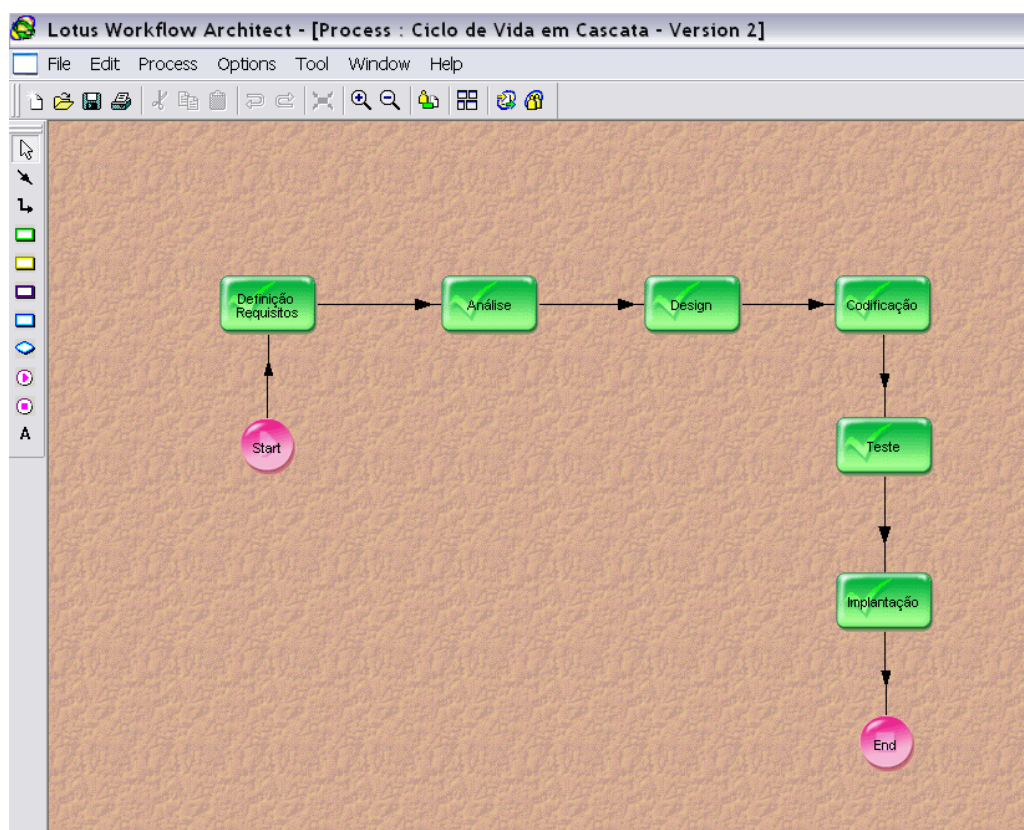 Lotus Workflow Architect - [Process : Ciclo de Vida em Cascata - Version 2]
File Edit Process Options Tool Window Help
A
Definição
Requisitos
Análise
Design
Codificação
Start
Teste
Implantação
End